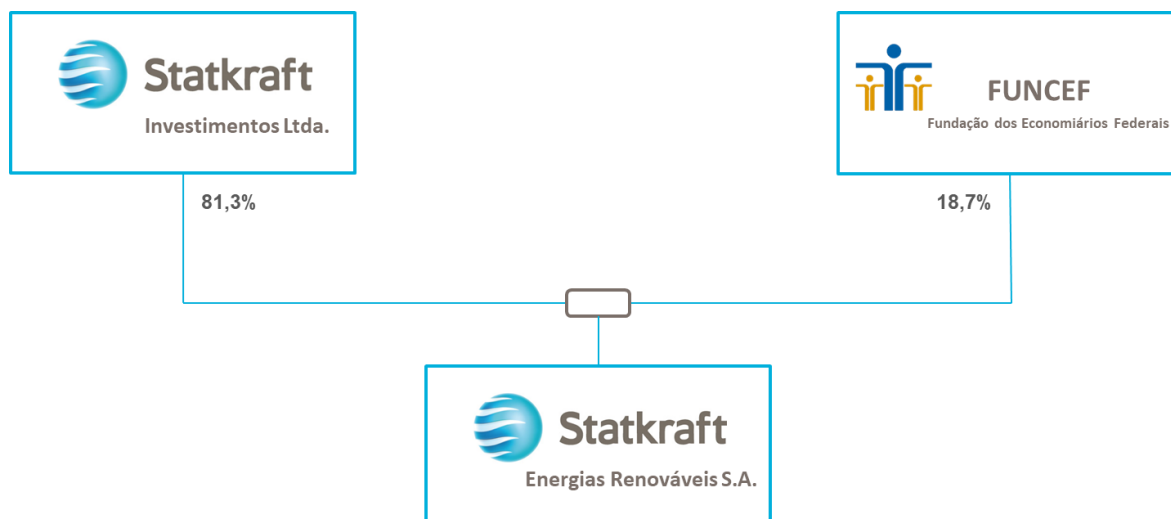 Statkraft
Investimentos Ltda.
FUNCEF
Fundação dos Economiários Federais
81,3%
18,7%
Statkraft
Energias Renováveis S.A.